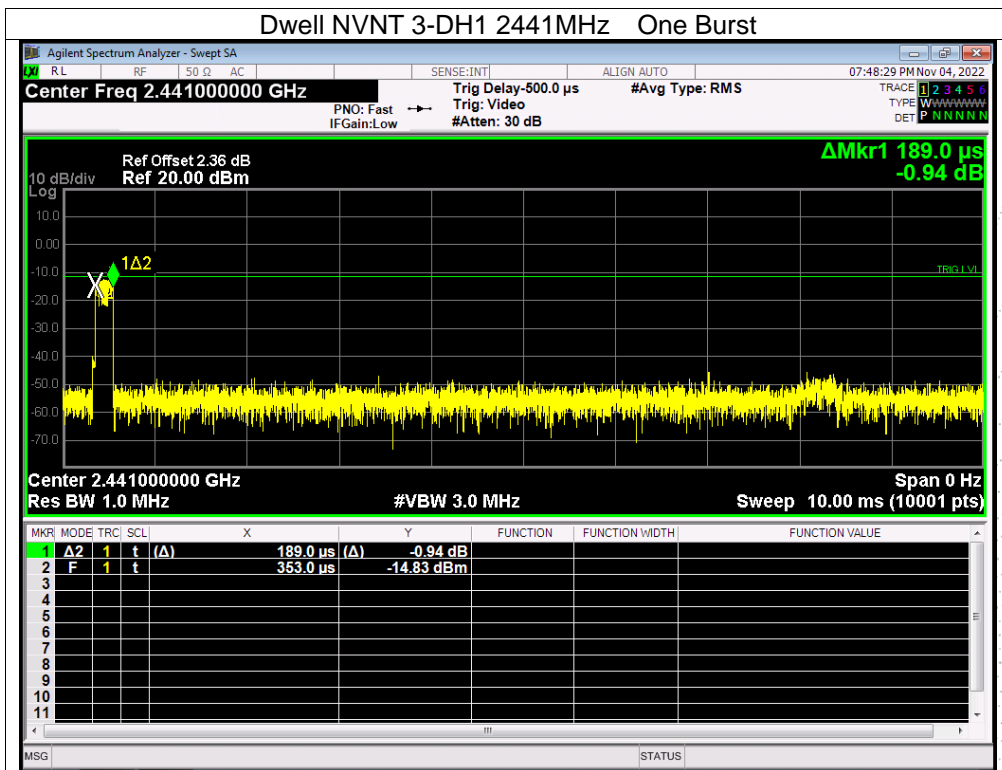 Dwell NVNT 3-DH1 2441MHz One Burst
Agilent Spectrum Analyzer - Swept SA
LXI RL RF 50 Ω AC SENSE:INT ALIGN AUTO 07:48:29 PM Nov 04, 2022
Center Freq 2.441000000 GHz Trig Delay-500.0 µs #Avg Type: RMS TRACE 1 2 3 4 5 6
PNO: Fast Trig: Video TYPE WWWWWW
IFGain:Low #Atten: 30 dB DET P N N N N N
ΔMkr1 189.0 µs
-0.94 dB
Ref Offset 2.36 dB
10 dB/div Ref 20.00 dBm
Log
10.0
0.00
1Δ2
-10.0 TRIG LVL
-20.0
-30.0
-40.0
-50.0
-60.0
-70.0
Center 2.441000000 GHz Span 0 Hz
Res BW 1.0 MHz #VBW 3.0 MHz Sweep 10.00 ms (10001 pts)
MKR MODE TRC SCL X Y FUNCTION FUNCTION WIDTH FUNCTION VALUE
1 Δ2 1 t (Δ) 189.0 µs (Δ) -0.94 dB
2 F 1 t 353.0 µs -14.83 dBm
3
4
5
6
7
8
9
10
11
MSG STATUS